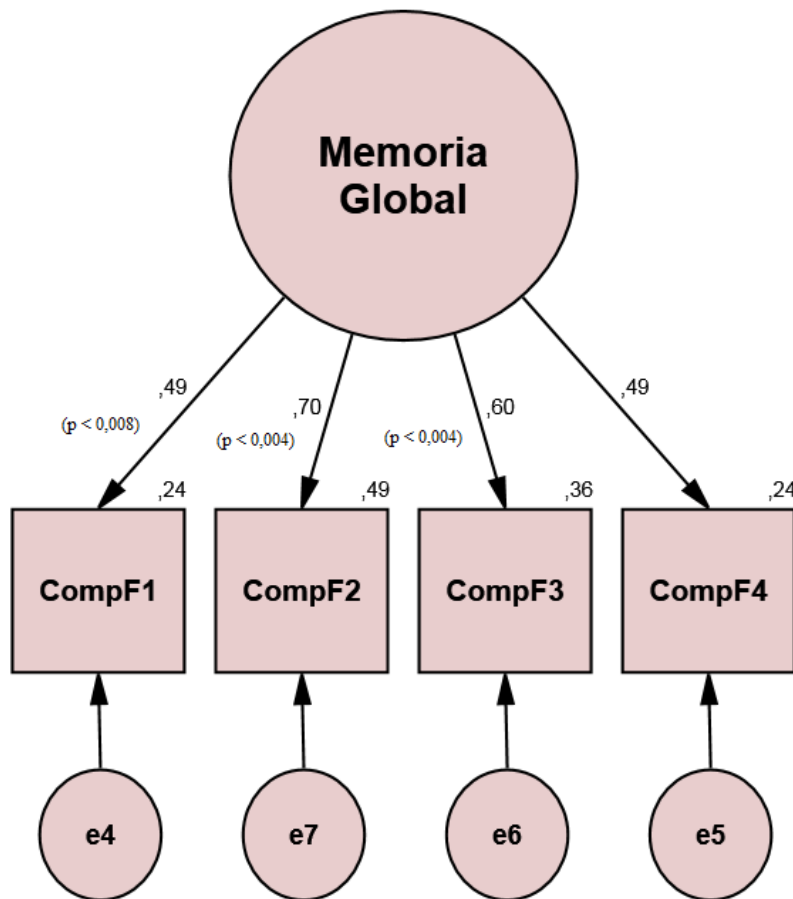 Memoria
Global
,49
(p < 0,008)
,70
(p < 0,004)
,60
(p < 0,004)
,49
,24
,49
,36
,24
CompF1
CompF2
CompF3
CompF4
e4
e7
e6
e5